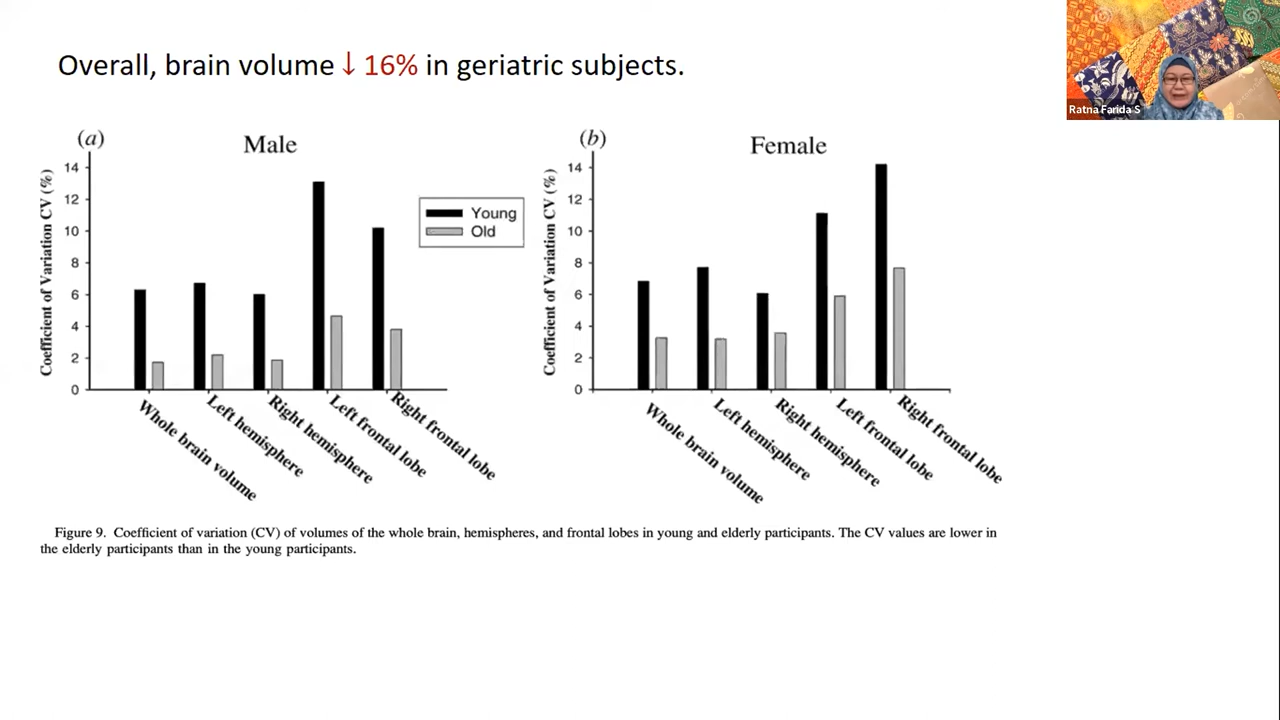 Overall, brain volume ↓ 16% in geriatric subjects.
Ratna Farida S
(a)
Male
Coefficient of Variation CV (%)
14
12
10
8
6
4
2
0
Young
Old
Whole brain volume
Left hemisphere
Right hemisphere
Left frontal lobe
Right frontal lobe
(b)
Female
Coefficient of Variation CV (%)
14
12
10
8
6
4
2
0
Whole brain volume
Left hemisphere
Right hemisphere
Left frontal lobe
Right frontal lobe
Figure 9. Coefficient of variation (CV) of volumes of the whole brain, hemispheres, and frontal lobes in young and elderly participants. The CV values are lower in
the elderly participants than in the young participants.